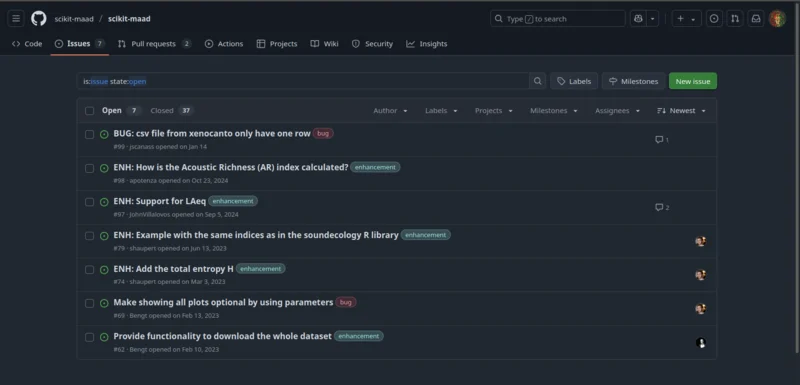 scikit-maad / scikit-maad
Type / to search
Code Issues 7 Pull requests 2 Actions Projects Wiki Security Insights
is:issue state:open
Labels Milestones New issue
Open 7 Closed 37 Author Labels Projects Milestones Assignees Newest
BUG: csv file from xenocanto only have one row bug
1
#99 · jscanass opened on Jan 14
ENH: How is the Acoustic Richness (AR) index calculated? enhancement
#98 · apotenza opened on Oct 23, 2024
ENH: Support for LAeq enhancement
2
#97 · JohnVillalovos opened on Sep 5, 2024
ENH: Example with the same indices as in the soundecology R library enhancement
#79 · shaupert opened on Jun 13, 2023
ENH: Add the total entropy H enhancement
#74 · shaupert opened on Mar 3, 2023
Make showing all plots optional by using parameters bug
#69 · Bengt opened on Feb 13, 2023
Provide functionality to download the whole dataset enhancement
#62 · Bengt opened on Feb 10, 2023